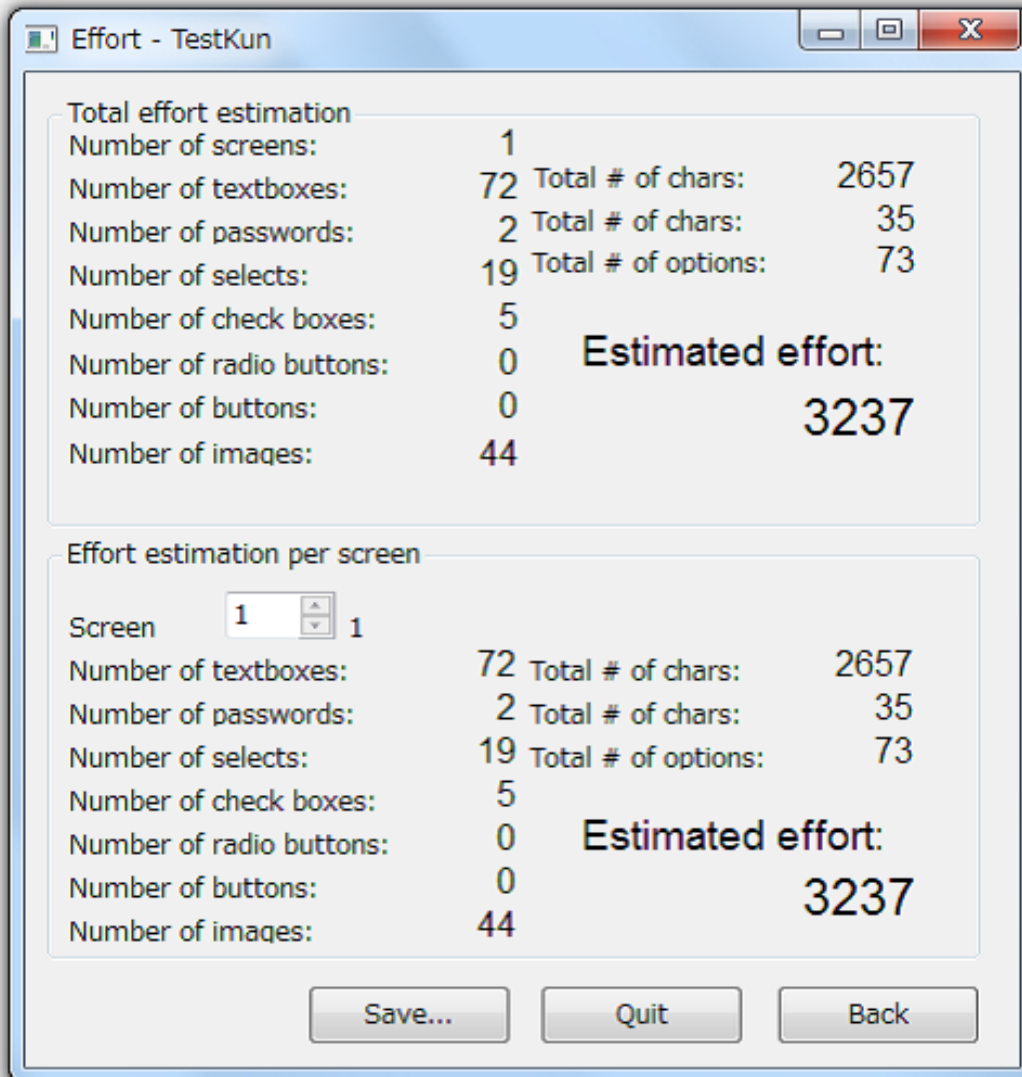 Effort - TestKun
Total effort estimation
Number of screens: 1
Number of textboxes: 72 Total # of chars: 2657
Number of passwords: 2 Total # of chars: 35
Number of selects: 19 Total # of options: 73
Number of check boxes: 5
Number of radio buttons: 0 Estimated effort:
Number of buttons: 0 3237
Number of images: 44
Effort estimation per screen
Screen 1 1
Number of textboxes: 72 Total # of chars: 2657
Number of passwords: 2 Total # of chars: 35
Number of selects: 19 Total # of options: 73
Number of check boxes: 5
Number of radio buttons: 0 Estimated effort:
Number of buttons: 0 3237
Number of images: 44
Save... Quit Back